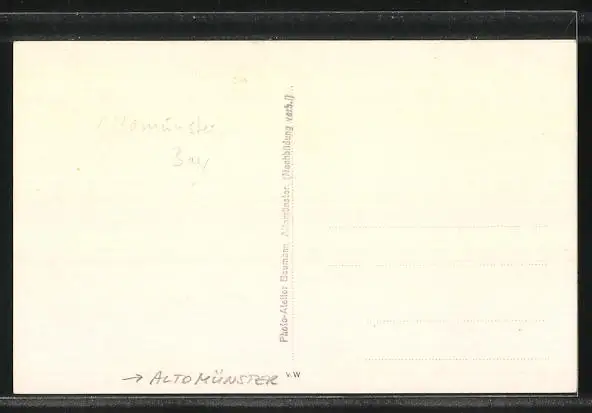 Altomünster
Bay
Photo-Atelier Baumann, Altomünster. (Nachbildung verb.!)
v.W
→ ALTOMÜNSTER